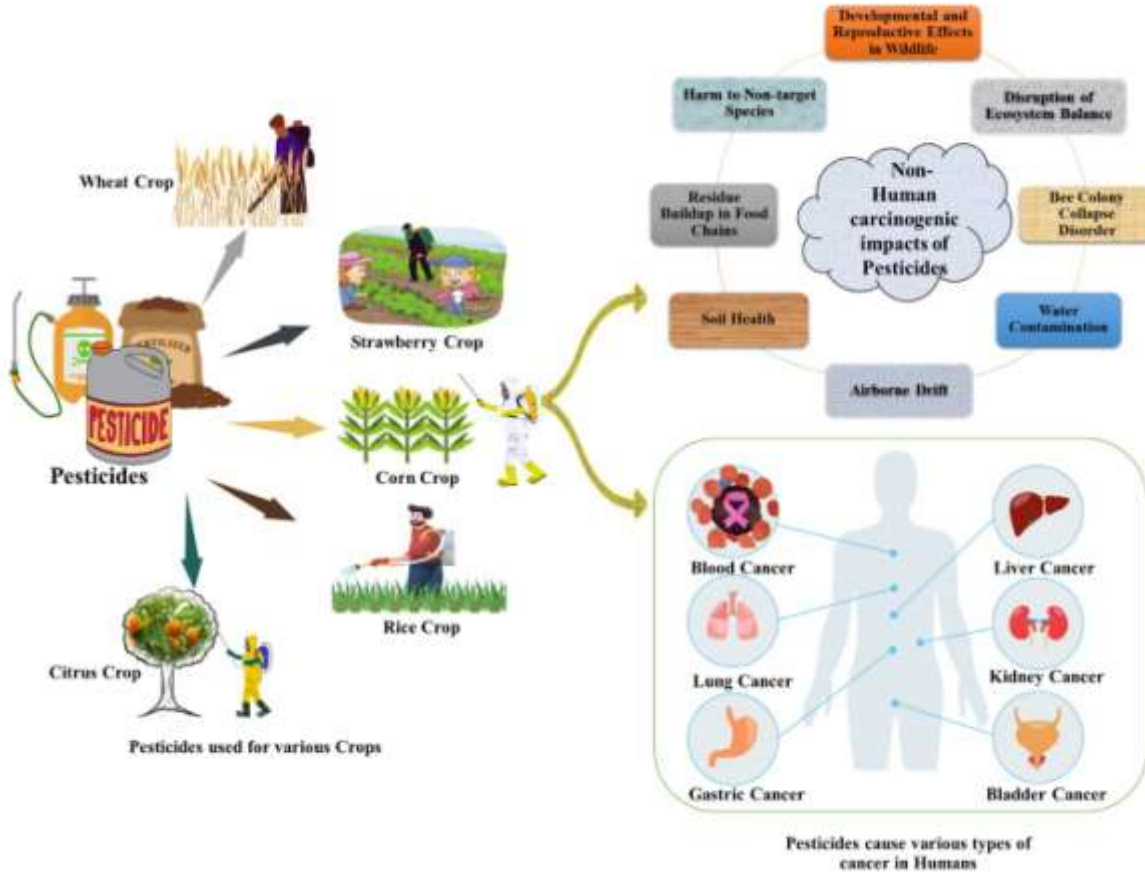 Wheat Crop
FERTILIZER
PESTICIDE
Pesticides
Strawberry Crop
Corn Crop
Rice Crop
Citrus Crop
Pesticides used for various Crops
Developmental and
Reproductive Effects
in Wildlife
Harm to Non-target
Species
Disruption of
Ecosystem Balance
Residue
Buildup in Food
Chains
Non-
Human
carcinogenic
impacts of
Pesticides
Bee Colony
Collapse
Disorder
Soil Health
Water
Contamination
Airborne Drift
Blood Cancer
Liver Cancer
Lung Cancer
Kidney Cancer
Gastric Cancer
Bladder Cancer
Pesticides cause various types of
cancer in Humans